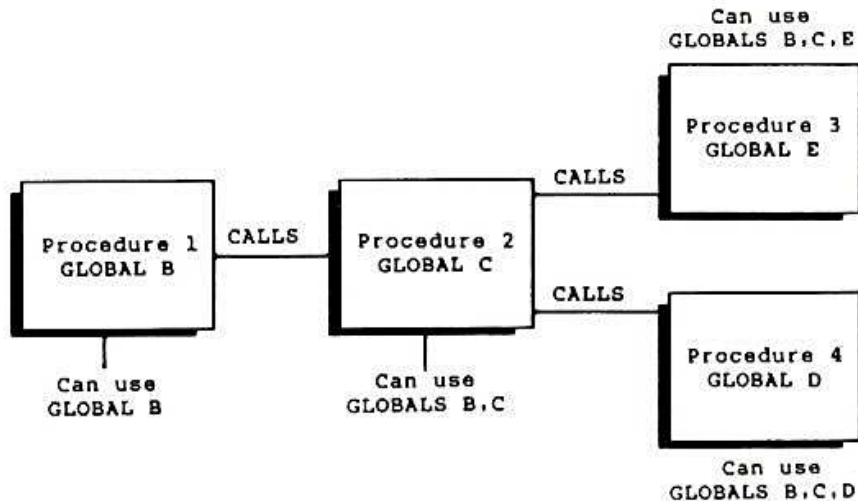 Can use
GLOBALS B,C,E
Procedure 3
GLOBAL E
CALLS
Procedure 1
GLOBAL B
CALLS
Procedure 2
GLOBAL C
CALLS
Procedure 4
GLOBAL D
Can use
GLOBAL B
Can use
GLOBALS B,C
Can use
GLOBALS B,C,D